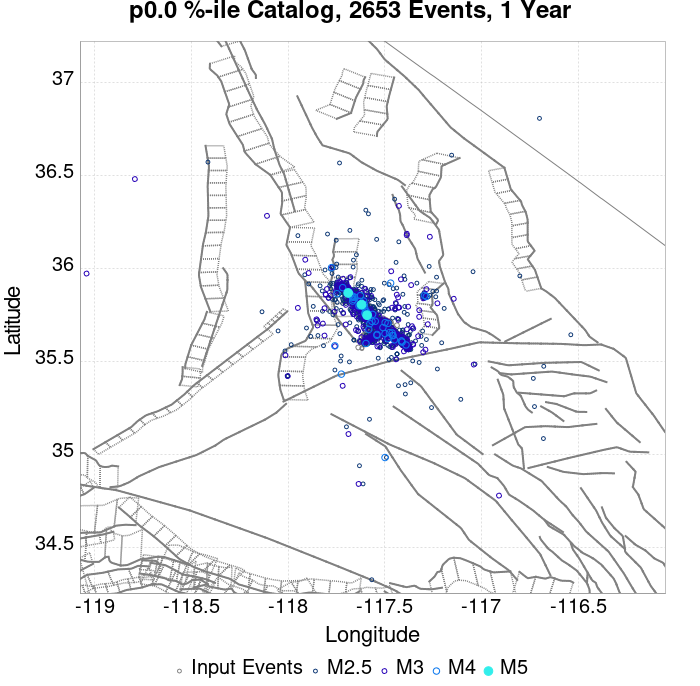 p0.0 %-ile Catalog, 2653 Events, 1 Year
37
36.5
36
35.5
35
34.5
Latitude
-119 -118.5 -118 -117.5 -117 -116.5
Longitude
Input Events M2.5 M3 M4 M5